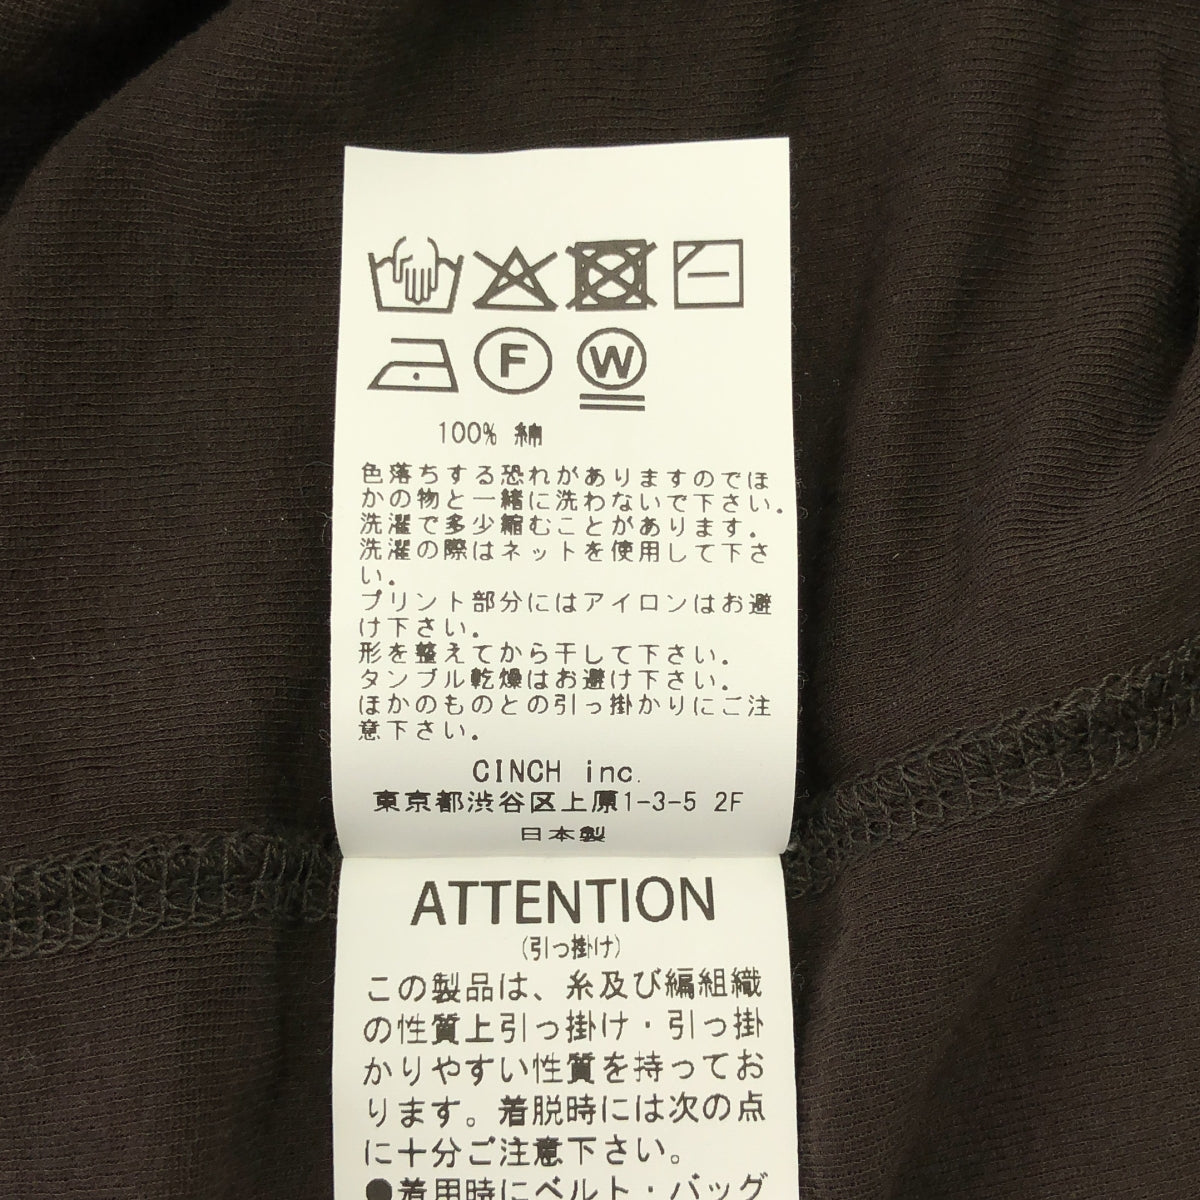 F W
100% 綿
色落ちする恐れがありますのでほ
かの物と一緒に洗わないで下さい.
洗濯で多少縮むことがあります.
洗濯の際はネットを使用して下さ
い.
プリント部分にはアイロンはお避
け下さい.
形を整えてから干して下さい.
タンブル乾燥はお避け下さい.
ほかのものとの引っ掛かりにご注
意下さい.
CINCH inc.
東京都渋谷区上原1-3-5 2F
日本製
ATTENTION
(引っ掛け)
この製品は、糸及び編組織
の性質上引っ掛け・引っ掛
かりやすい性質を持ってお
ります。着脱時には次の点
に十分ご注意下さい。
●着用時にベルト・バッグ